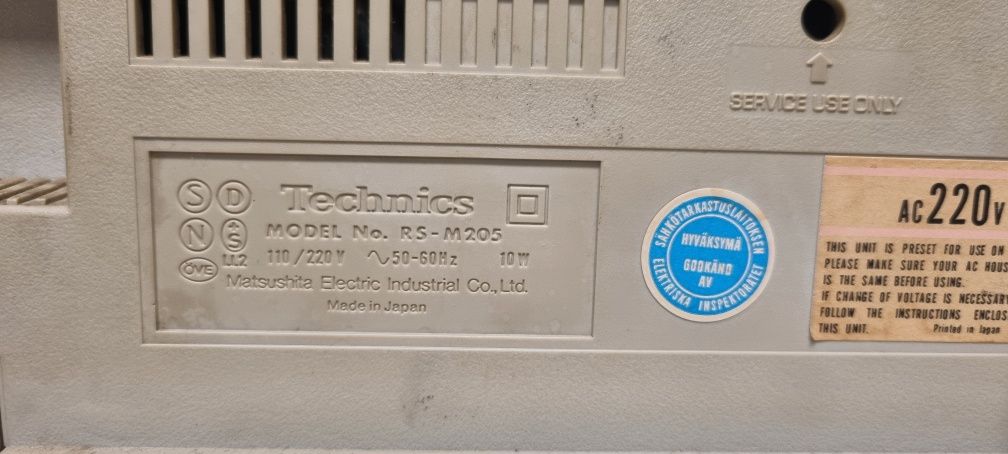 SERVICE USE ONLY
S D Technics
N S MODEL No. RS-M205
110/220V ∿50-60Hz 10W
ÖVE Matsushita Electric Industrial Co., Ltd.
Made in Japan
SÄHKÖTARKASTUSLAITOKSEN
HYVÄKSYMÄ
GODKÄND
AV
ELEKTRISKA INSPEKTORATET
AC 220V
THIS UNIT IS PRESET FOR USE ON
PLEASE MAKE SURE YOUR AC HOUS
IS THE SAME BEFORE USING.
IF CHANGE OF VOLTAGE IS NECESSARY
FOLLOW THE INSTRUCTIONS ENCLOS
THIS UNIT. Printed in Japan